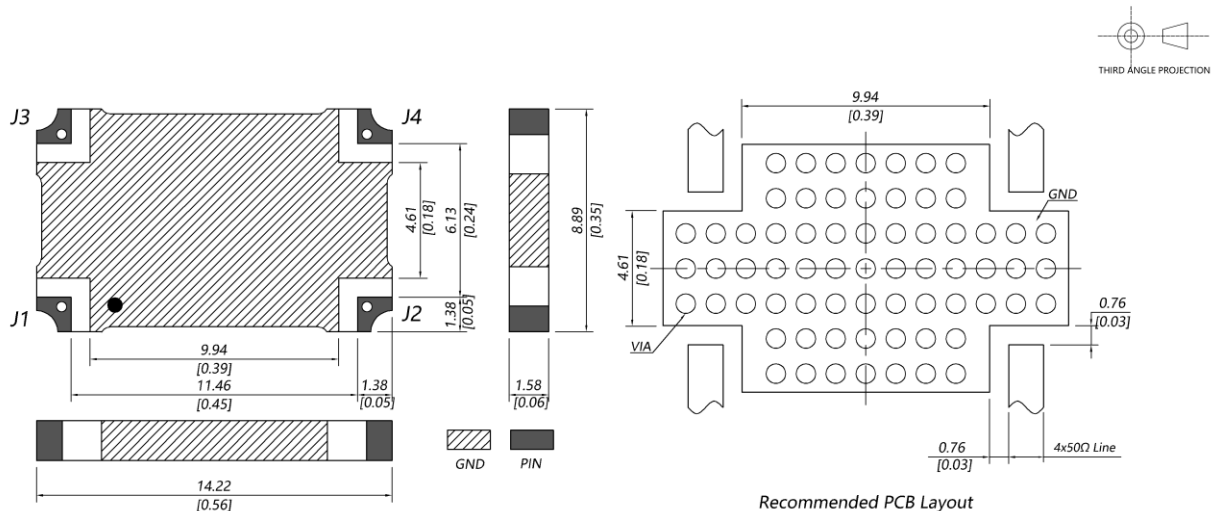 THIRD ANGLE PROJECTION
J3
J4
J1
J2
4.61
[0.18]
6.13
[0.24]
1.38
[0.05]
9.94
[0.39]
11.46
[0.45]
1.38
[0.05]
8.89
[0.35]
1.58
[0.06]
14.22
[0.56]
GND
PIN
9.94
[0.39]
GND
4.61
[0.18]
VIA
0.76
[0.03]
0.76
[0.03]
4x50Ω Line
Recommended PCB Layout